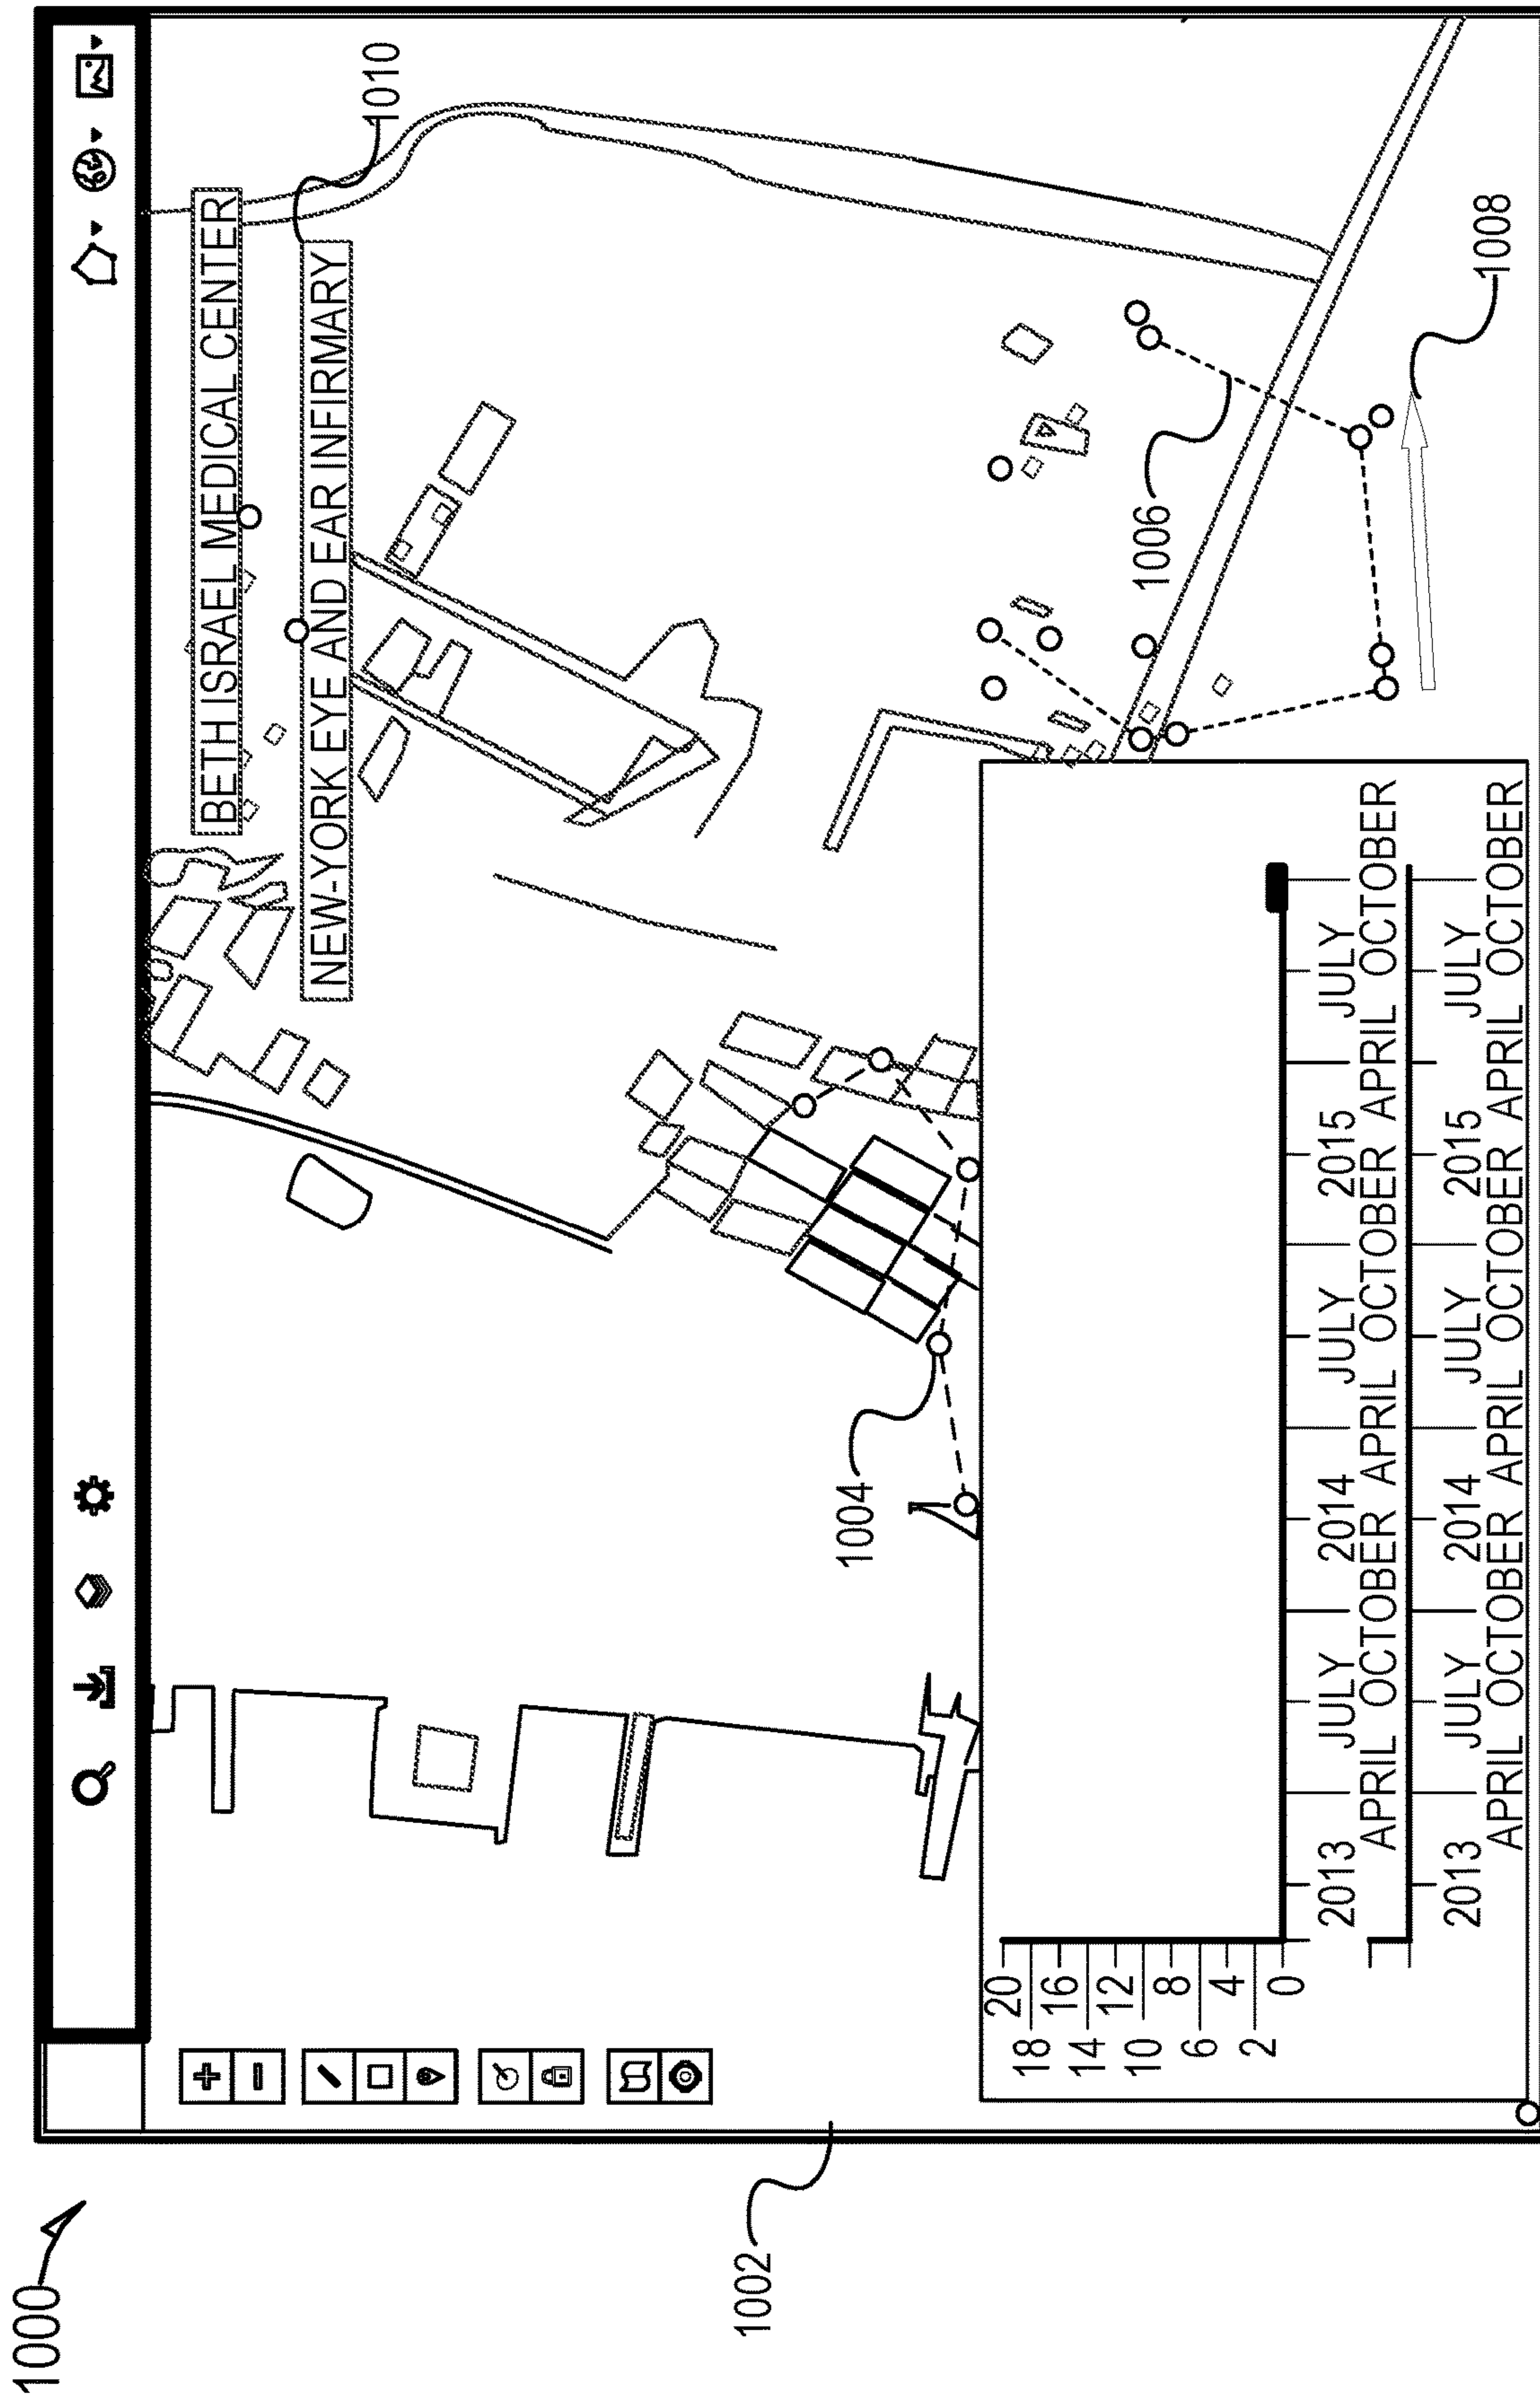 1000
1002
BETH ISRAEL MEDICAL CENTER
1010
NEW-YORK EYE AND EAR INFIRMARY
1004
1006
1008
20
18
16
14
12
10
8
6
4
2
0
2013 JULY 2014 JULY 2015 JULY
APRIL OCTOBER APRIL OCTOBER APRIL OCTOBER
2013 JULY 2014 JULY 2015 JULY
APRIL OCTOBER APRIL OCTOBER APRIL OCTOBER